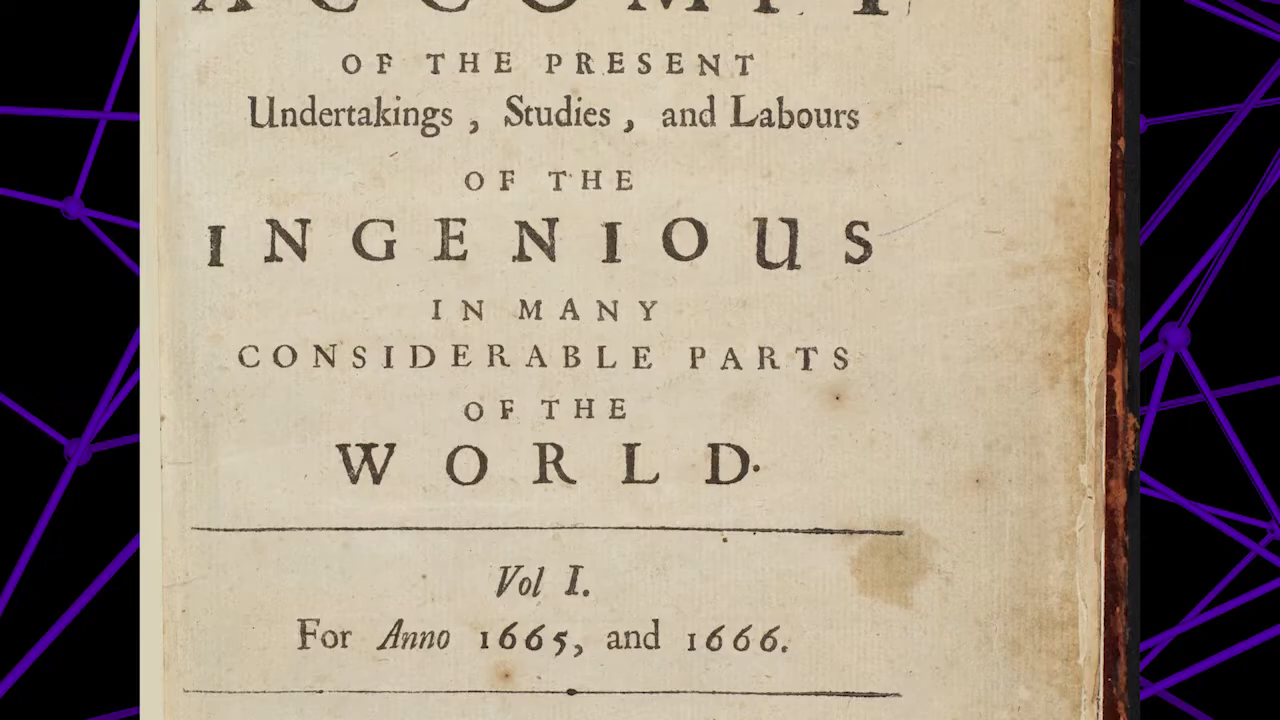 ACCOMPT
OF THE PRESENT
Undertakings, Studies, and Labours
OF THE
INGENIOUS
IN MANY
CONSIDERABLE PARTS
OF THE
WORLD.
Vol I.
For Anno 1665, and 1666.